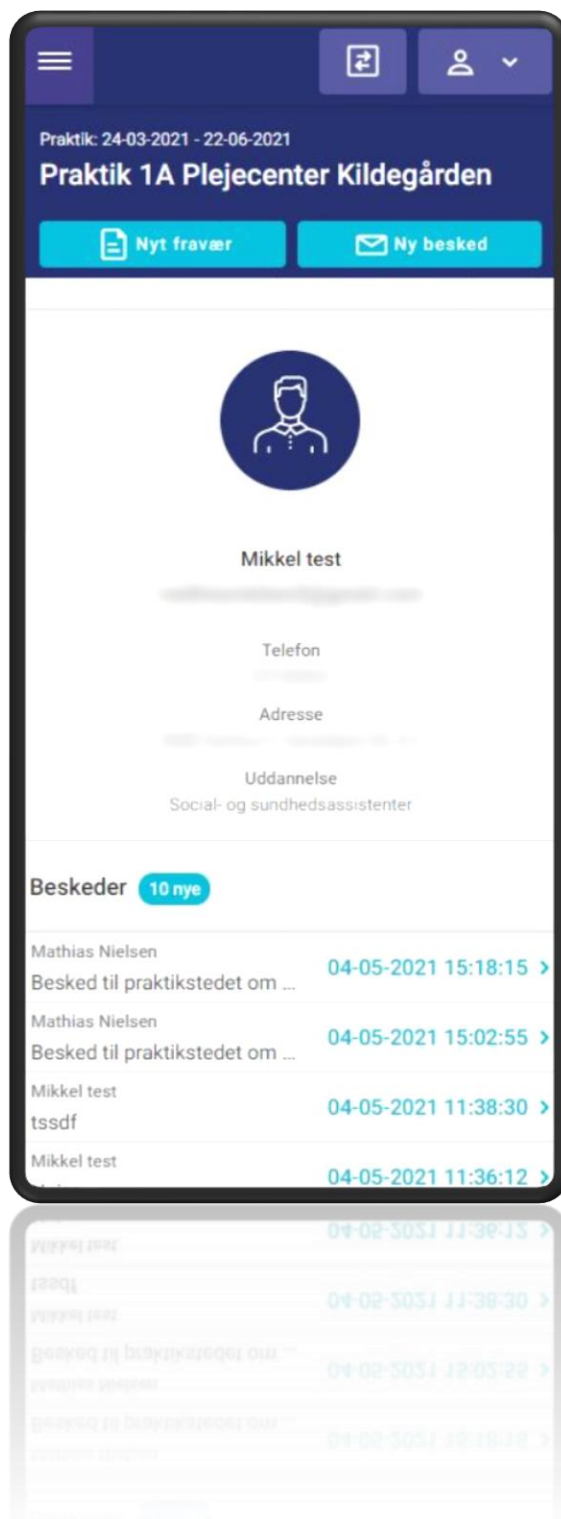 Praktik: 24-03-2021 - 22-06-2021
Praktik 1A Plejecenter Kildegården
Nyt fravær
Ny besked
Mikkel test
Telefon
Adresse
Uddannelse
Social- og sundhedsassistenter
Beskeder 10 nye
Mathias Nielsen
Besked til praktikstedet om ... 04-05-2021 15:18:15
Mathias Nielsen
Besked til praktikstedet om ... 04-05-2021 15:02:55
Mikkel test
tssdf 04-05-2021 11:38:30
Mikkel test
04-05-2021 11:36:12